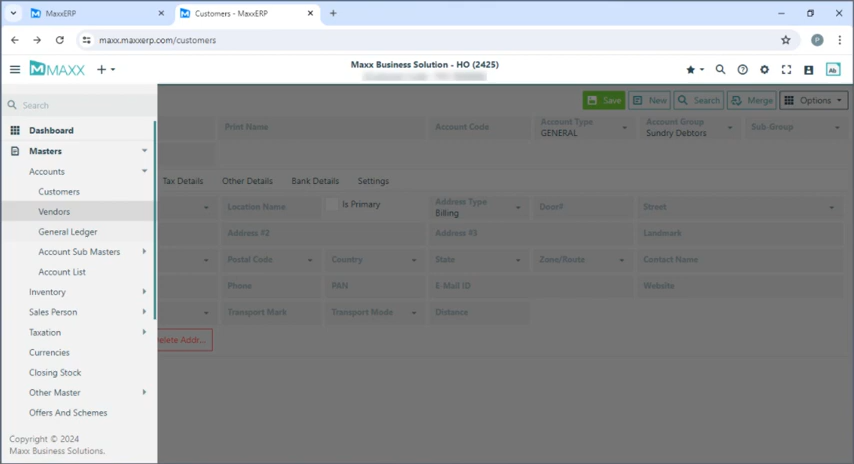 MaxxERP
Customers - MaxxERP
maxx.maxxerp.com/customers
P
MAXX
Maxx Business Solution - HO (2425)
Ab
Search
Save
New
Search
Merge
Options
Dashboard
Print Name
Account Code
Account Type
GENERAL
Account Group
Sundry Debtors
Sub-Group
Masters
Accounts
Tax Details
Other Details
Bank Details
Settings
Customers
Vendors
Location Name
Is Primary
Address Type
Billing
Door#
Street
General Ledger
Address #2
Address #3
Landmark
Account Sub Masters
Postal Code
Country
State
Zone/Route
Contact Name
Account List
Phone
PAN
E-Mail ID
Website
Inventory
Sales Person
Transport Mark
Transport Mode
Distance
Taxation
elete Addr...
Currencies
Closing Stock
Other Master
Offers And Schemes
Copyright © 2024
Maxx Business Solutions.